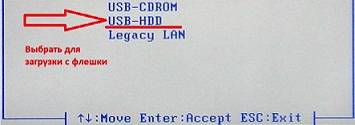 USB-CDROM
USB-HDD
Legacy LAN
Выбрать для
загрузки с флешки
↑↓:Move Enter:Accept ESC:Exit